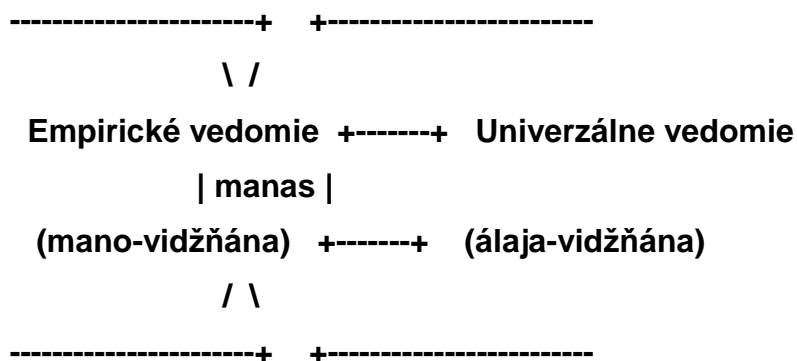 -----------------------+ +-------------------------
\ /
Empirické vedomie +-------+ Univerzálne vedomie
| manas |
(mano-vidžňána) +-------+ (álaja-vidžňána)
/ \
-----------------------+ +-------------------------